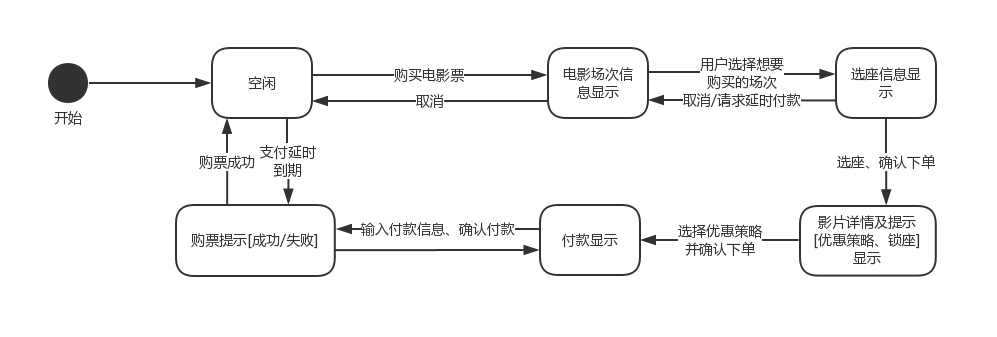 开始
空闲
购买电影票
取消
电影场次信
息显示
用户选择想要
购买的场次
取消/请求延时付款
选座信息显
示
购票成功
支付延时
到期
选座、确认下单
购票提示[成功/失败]
输入付款信息、确认付款
付款显示
选择优惠策略
并确认下单
影片详情及提示
[优惠策略、锁座]
显示